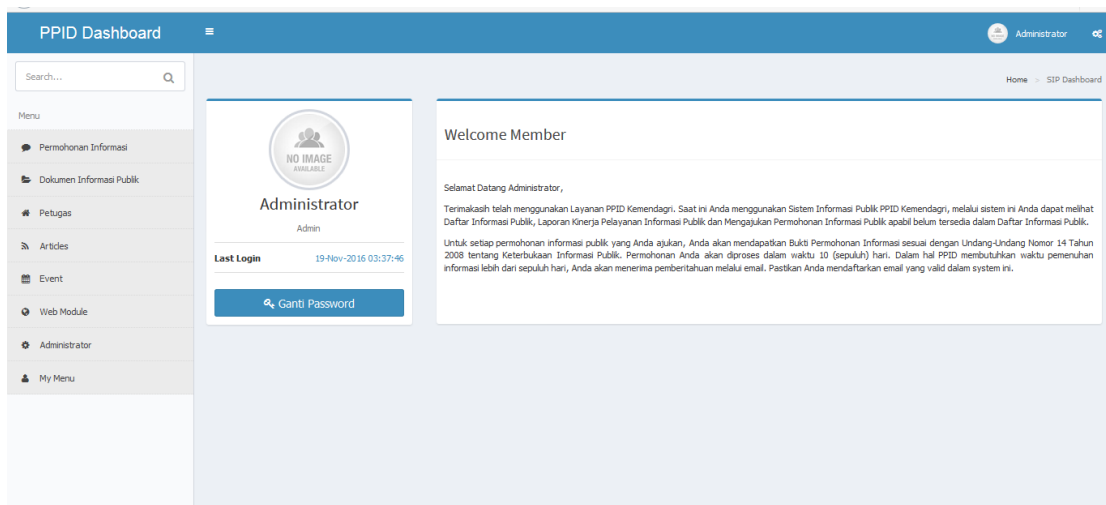 PPID Dashboard
Administrator
Search...
Home > SIP Dashboard
Menu
Permohonan Informasi
Dokumen Informasi Publik
Petugas
Articles
Event
Web Module
Administrator
My Menu
NO IMAGE
AVAILABLE
Administrator
Admin
Last Login 19-Nov-2016 03:37:46
Ganti Password
Welcome Member
Selamat Datang Administrator,
Terimakasih telah menggunakan Layanan PPID Kemendagri. Saat ini Anda menggunakan Sistem Informasi Publik PPID Kemendagri, melalui sistem ini Anda dapat melihat
Daftar Informasi Publik, Laporan Kinerja Pelayanan Informasi Publik dan Mengajukan Permohonan Informasi Publik apabil belum tersedia dalam Daftar Informasi Publik.
Untuk setiap permohonan informasi publik yang Anda ajukan, Anda akan mendapatkan Bukti Permohonan Informasi sesuai dengan Undang-Undang Nomor 14 Tahun
2008 tentang Keterbukaan Informasi Publik. Permohonan Anda akan diproses dalam waktu 10 (sepuluh) hari. Dalam hal PPID membutuhkan waktu pemenuhan
informasi lebih dari sepuluh hari, Anda akan menerima pemberitahuan melalui email. Pastikan Anda mendaftarkan email yang valid dalam system ini.